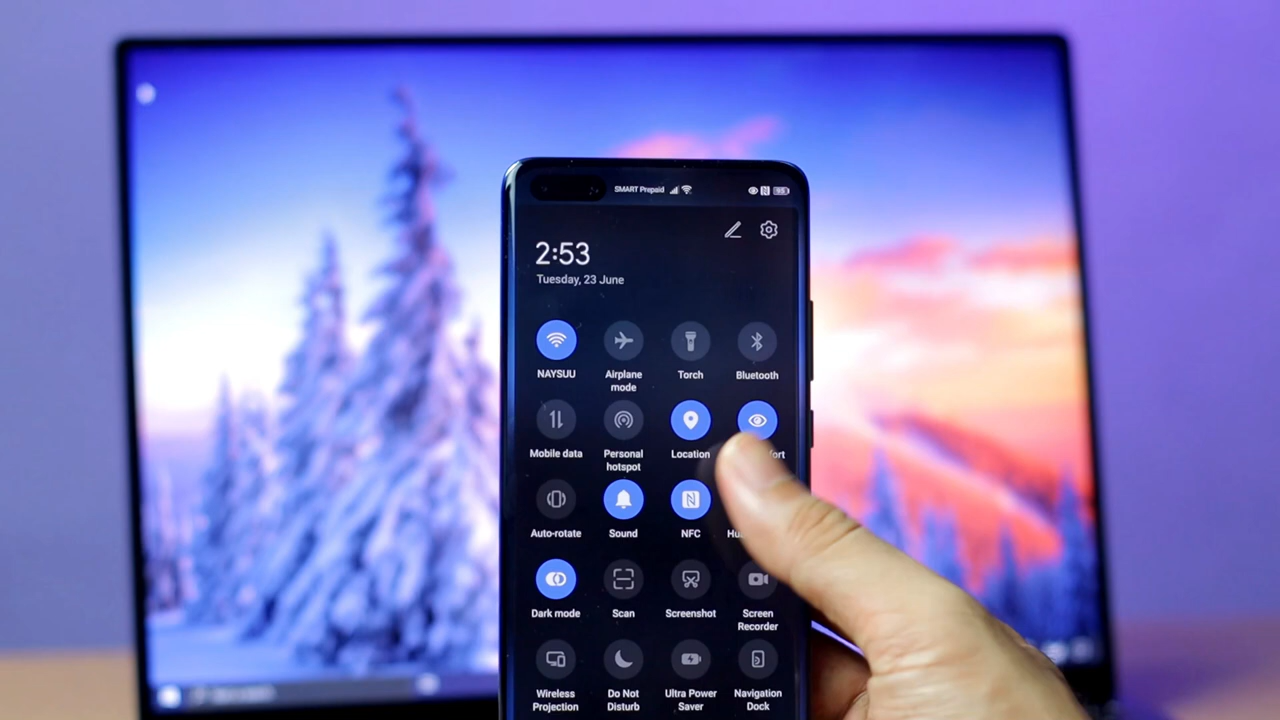 SMART Prepaid
95
2:53
Tuesday, 23 June
NAYSUU
Airplane mode
Torch
Bluetooth
Mobile data
Personal hotspot
Location
Auto-rotate
Sound
NFC
Dark mode
Scan
Screenshot
Screen Recorder
Wireless Projection
Do Not Disturb
Ultra Power Saver
Navigation Dock